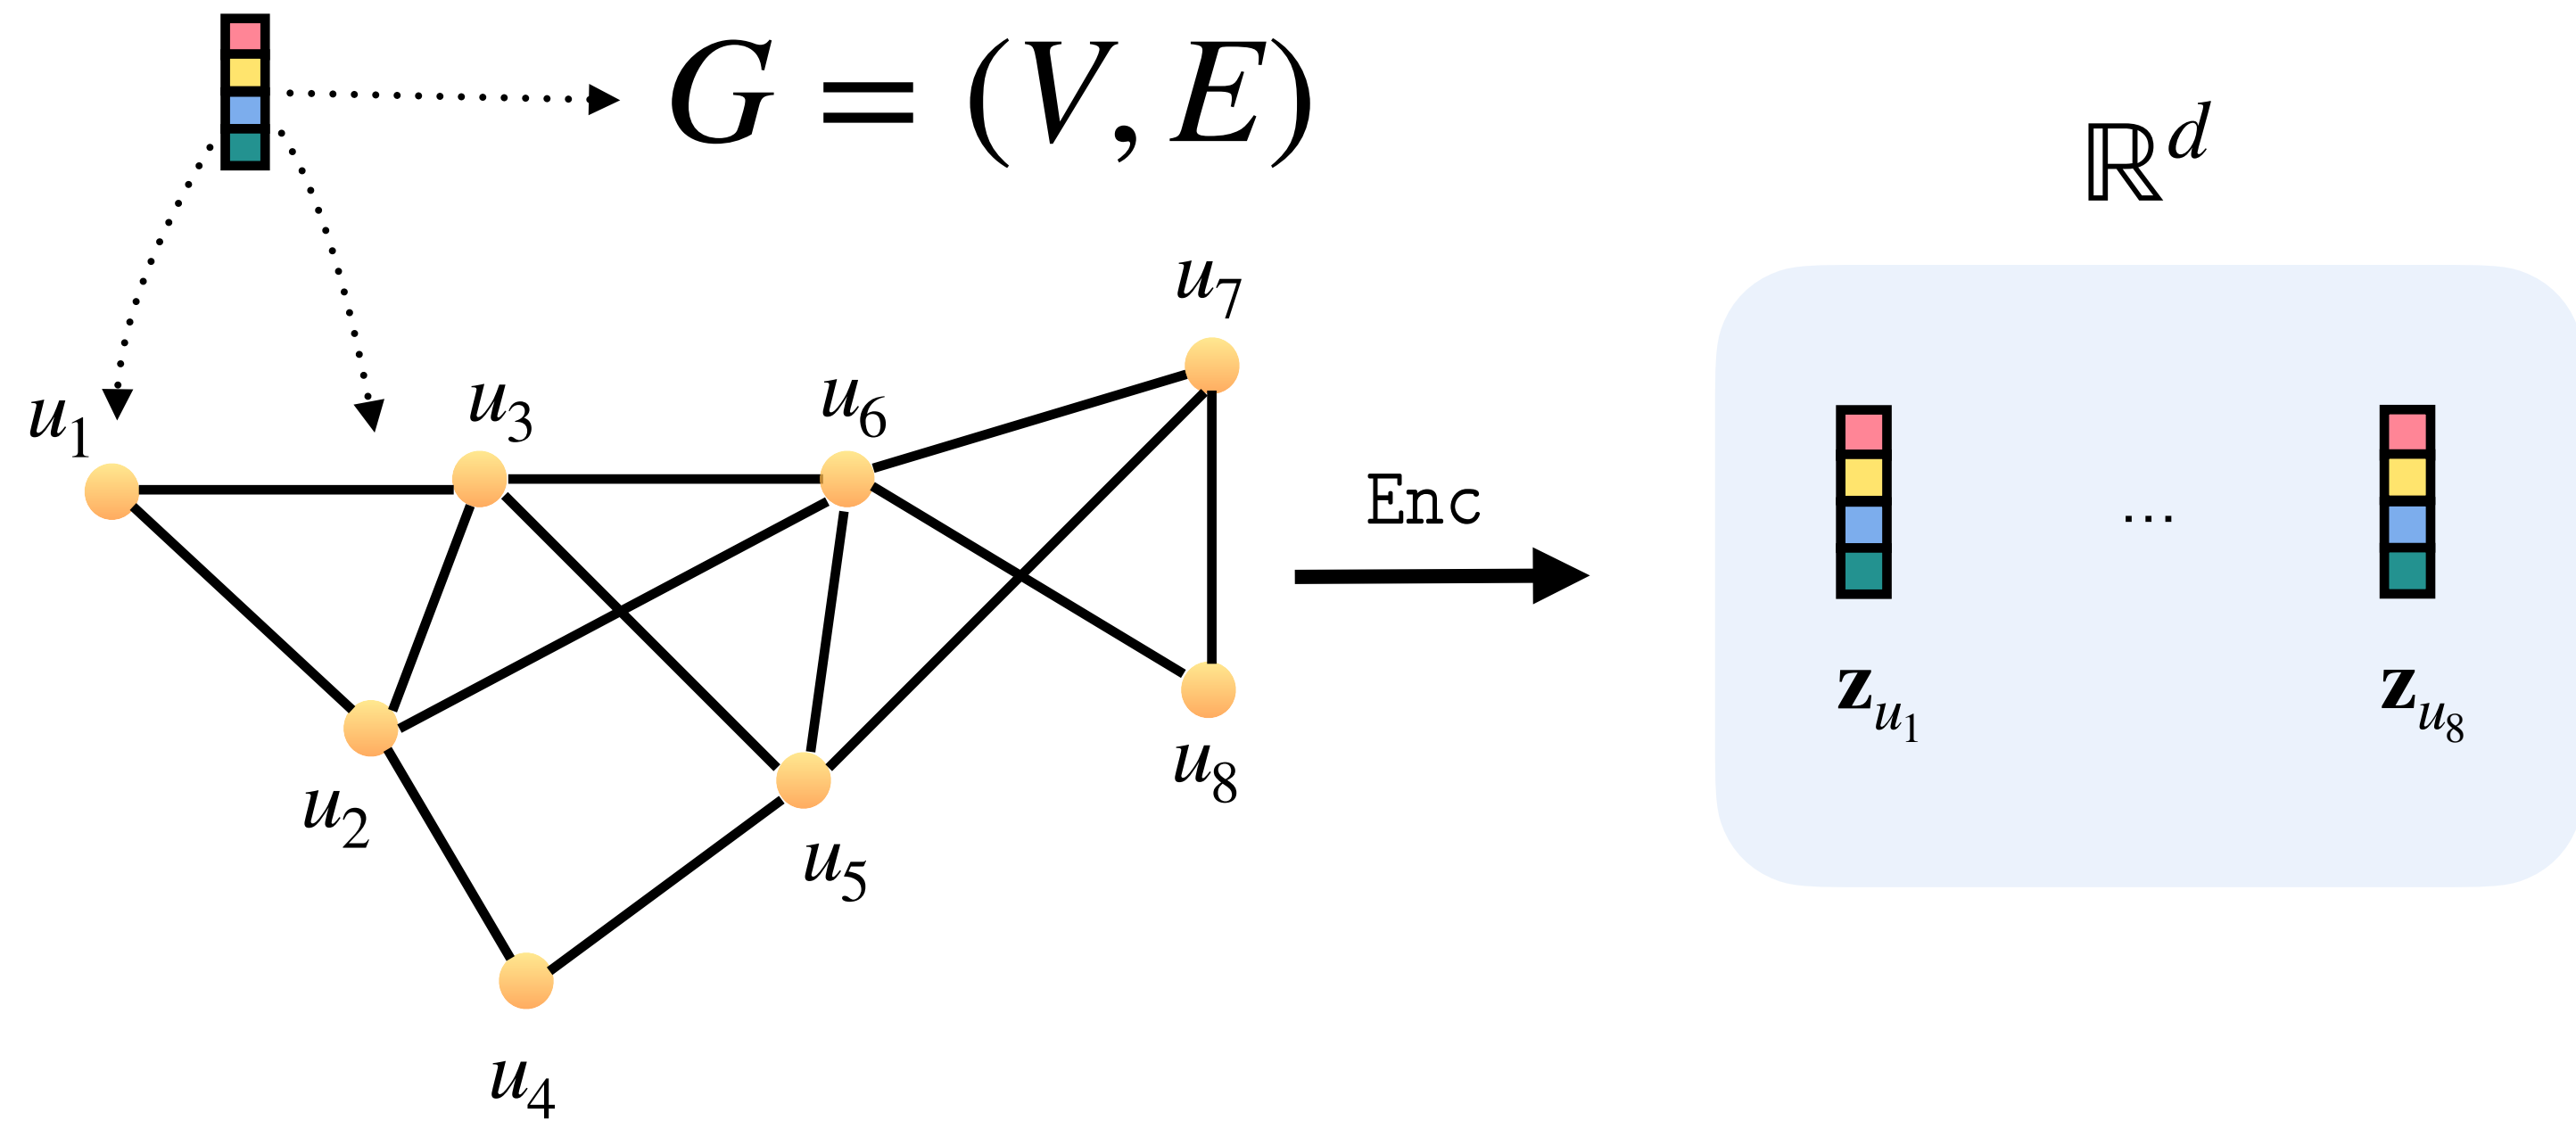 G = (V, E)
ℝ^d
u_7
u_1
u_3
u_6
Enc
...
z_{u_1}
z_{u_8}
u_2
u_8
u_5
u_4